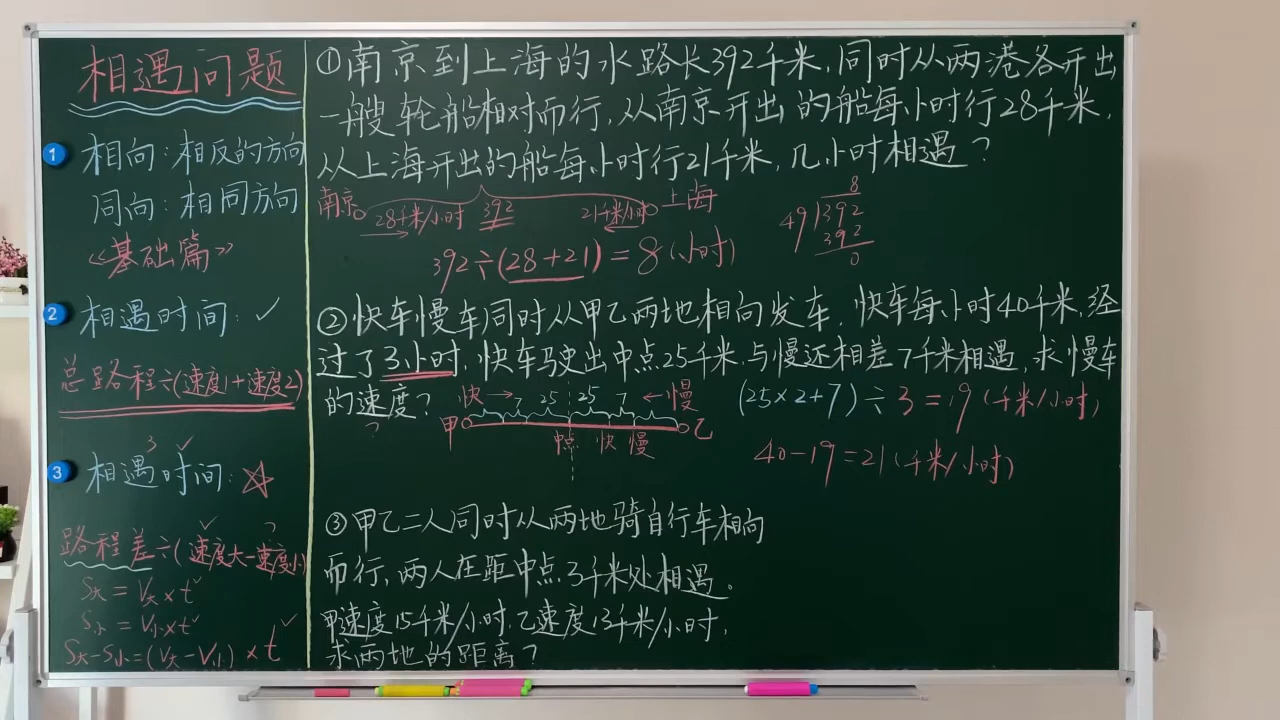 相遇问题
1 相向：相反的方向
同向：相同方向
《基础篇》
2 相遇时间：✓
总路程÷(速度1+速度2)
3 ✓
3 相遇时间：☆
✓ ?
路程差÷(速度大-速度小)
S大=V大×t✓
S小=V小×t✓
S大-S小=(V大-V小)×t✓
①南京到上海的水路长392千米,同时从两港各开出
一艘轮船相对而行,从南京开出的船每小时行28千米,
从上海开出的船每小时行21千米,几小时相遇?
南京 28千米/小时 392 21千米/小时 上海
392÷(28+21)=8(小时)
8
49 392
392
0
②快车慢车同时从甲乙两地相向发车,快车每小时40千米,经
过了3小时,快车驶出中点25千米,与慢还相差7千米相遇,求慢车
的速度?
?
快→ 7 25 25 7 ←慢
甲 乙
中点 快 慢
(25×2+7)÷3=19(千米/小时)
40-19=21(千米/小时)
③甲乙二人同时从两地骑自行车相向
而行,两人在距中点3千米处相遇。
甲速度15千米/小时,乙速度13千米/小时,
求两地的距离?